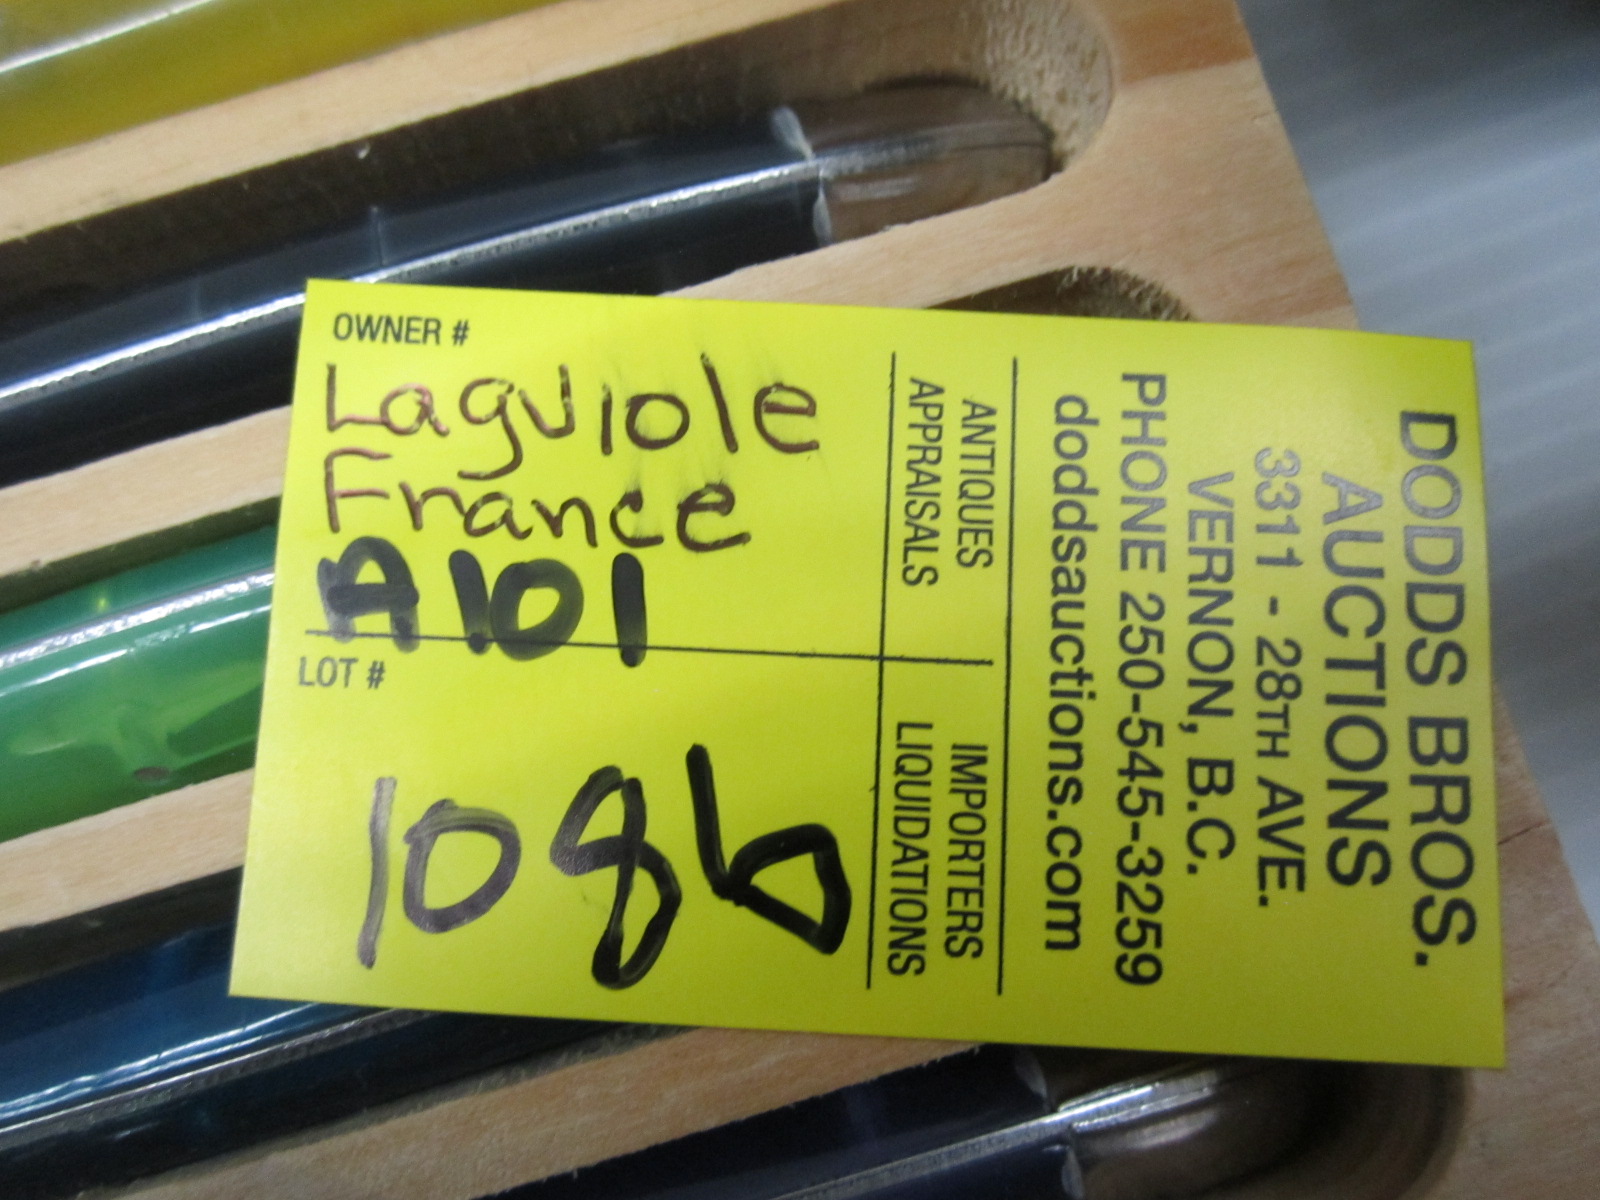 OWNER #
Laguiole
France
A101
LOT #
1086
ANTIQUES
APPRAISALS
IMPORTERS
LIQUIDATIONS
DODDS BROS.
AUCTIONS
3311 - 28TH AVE.
VERNON, B.C.
PHONE 250-545-3259
doddsauctions.com